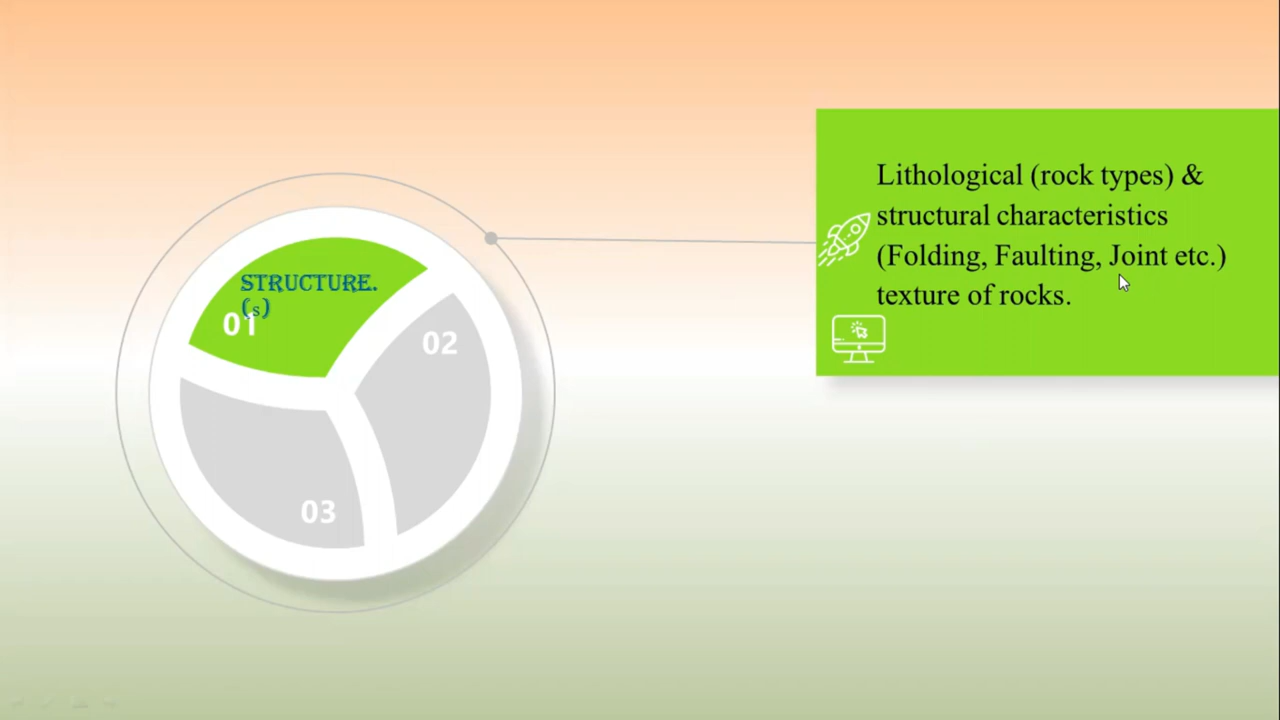 STRUCTURE.
(s)
01
02
03
Lithological (rock types) &
structural characteristics
(Folding, Faulting, Joint etc.)
texture of rocks.